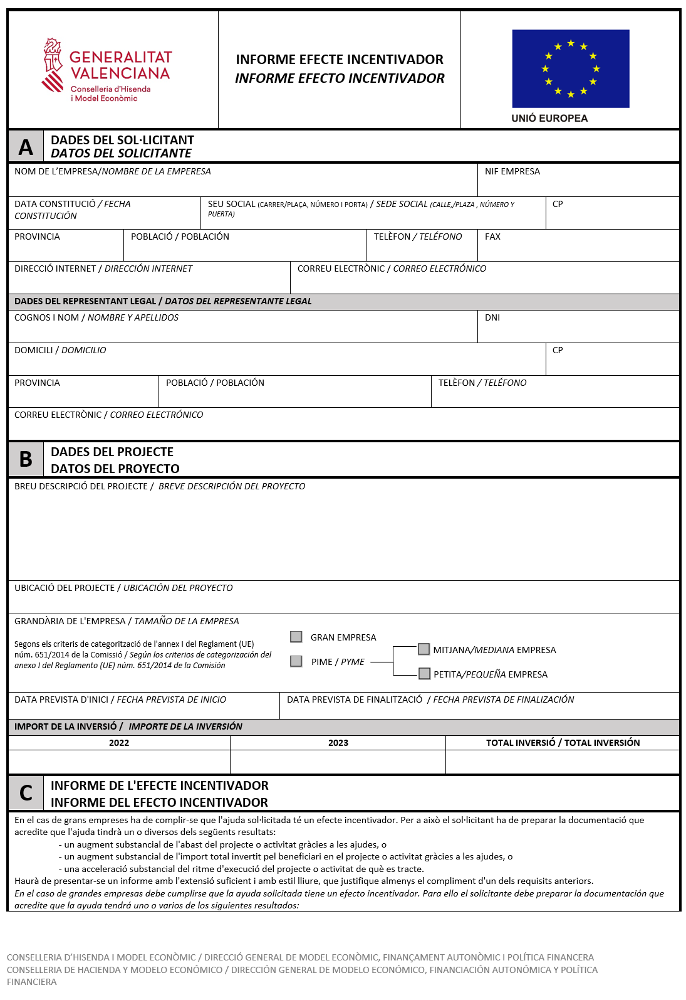 GENERALITAT
VALENCIANA
Conselleria d'Hisenda
i Model Econòmic
INFORME EFECTE INCENTIVADOR
INFORME EFECTO INCENTIVADOR
UNIÓ EUROPEA
A
DADES DEL SOL·LICITANT
DATOS DEL SOLICITANTE
NOM DE L'EMPRESA/NOMBRE DE LA EMPERESA
NIF EMPRESA
DATA CONSTITUCIÓ / FECHA
CONSTITUCIÓN
SEU SOCIAL (CARRER/PLAÇA, NÚMERO I PORTA) / SEDE SOCIAL (CALLE,/PLAZA , NÚMERO Y
PUERTA)
CP
PROVINCIA
POBLACIÓ / POBLACIÓN
TELÈFON / TELÉFONO
FAX
DIRECCIÓ INTERNET / DIRECCIÓN INTERNET
CORREU ELECTRÒNIC / CORREO ELECTRÓNICO
DADES DEL REPRESENTANT LEGAL / DATOS DEL REPRESENTANTE LEGAL
COGNOS I NOM / NOMBRE Y APELLIDOS
DNI
DOMICILI / DOMICILIO
CP
PROVINCIA
POBLACIÓ / POBLACIÓN
TELÈFON / TELÉFONO
CORREU ELECTRÒNIC / CORREO ELECTRÓNICO
B
DADES DEL PROJECTE
DATOS DEL PROYECTO
BREU DESCRIPCIÓ DEL PROJECTE / BREVE DESCRIPCIÓN DEL PROYECTO
UBICACIÓ DEL PROJECTE / UBICACIÓN DEL PROYECTO
GRANDÀRIA DE L'EMPRESA / TAMAÑO DE LA EMPRESA
Segons els criteris de categorització de l'annex I del Reglament (UE)
núm. 651/2014 de la Comissió / Según los criterios de categorización del
anexo I del Reglamento (UE) núm. 651/2014 de la Comisión
GRAN EMPRESA
PIME / PYME
MITJANA/MEDIANA EMPRESA
PETITA/PEQUEÑA EMPRESA
DATA PREVISTA D'INICI / FECHA PREVISTA DE INICIO
DATA PREVISTA DE FINALITZACIÓ / FECHA PREVISTA DE FINALIZACIÓN
IMPORT DE LA INVERSIÓ / IMPORTE DE LA INVERSIÓN
2022
2023
TOTAL INVERSIÓ / TOTAL INVERSIÓN
C
INFORME DE L'EFECTE INCENTIVADOR
INFORME DEL EFECTO INCENTIVADOR
En el cas de grans empreses ha de complir-se que l'ajuda sol·licitada té un efecte incentivador. Per a això el sol·licitant ha de preparar la documentació que
acredite que l'ajuda tindrà un o diversos dels següents resultats:
- un augment substancial de l'abast del projecte o activitat gràcies a les ajudes, o
- un augment substancial de l'import total invertit pel beneficiari en el projecte o activitat gràcies a les ajudes, o
- una acceleració substancial del ritme d'execució del projecte o activitat de què es tracte.
Haurà de presentar-se un informe amb l'extensió suficient i amb estil lliure, que justifique almenys el compliment d'un dels requisits anteriors.
En el caso de grandes empresas debe cumplirse que la ayuda solicitada tiene un efecto incentivador. Para ello el solicitante debe preparar la documentación que
acredite que la ayuda tendrá uno o varios de los siguientes resultados:
CONSELLERIA D'HISENDA I MODEL ECONÒMIC / DIRECCIÓ GENERAL DE MODEL ECONÒMIC, FINANÇAMENT AUTONÒMIC I POLÍTICA FINANCERA
CONSELLERIA DE HACIENDA Y MODELO ECONÓMICO / DIRECCIÓN GENERAL DE MODELO ECONÓMICO, FINANCIACIÓN AUTONÓMICA Y POLÍTICA
FINANCIERA